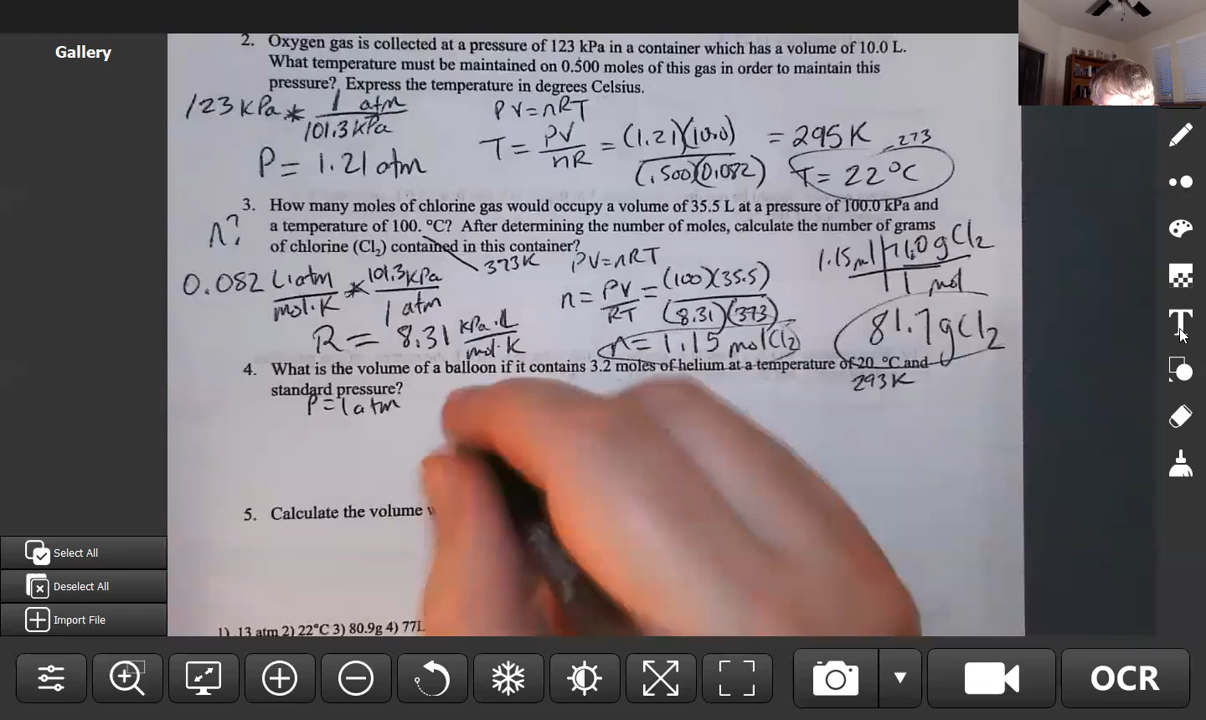 Gallery
2. Oxygen gas is collected at a pressure of 123 kPa in a container which has a volume of 10.0 L.
What temperature must be maintained on 0.500 moles of this gas in order to maintain this
pressure? Express the temperature in degrees Celsius.
123 kPa * 1 atm / 101.3 kPa
PV = nRT
P = 1.21 atm
T = PV / nR = (1.21)(10.0) / (.500)(0.082) = 295 K - 273
T = 22 °C
3. How many moles of chlorine gas would occupy a volume of 35.5 L at a pressure of 100.0 kPa and
a temperature of 100. °C? After determining the number of moles, calculate the number of grams
of chlorine (Cl₂) contained in this container?
n?
373 K
PV = nRT
0.082 L·atm / mol·K * 101.3 kPa / 1 atm
R = 8.31 kPa·L / mol·K
n = PV / RT = (100)(35.5) / (8.31)(373)
n = 1.15 mol Cl₂
1.15 mol 71.0 g Cl₂ / 1 mol
81.7 g Cl₂
4. What is the volume of a balloon if it contains 3.2 moles of helium at a temperature of 20 °C and
standard pressure?
293 K
P = 1 atm
5. Calculate the volume
1) 13 atm 2) 22°C 3) 80.9g 4) 77L
Select All
Deselect All
Import File
T
OCR